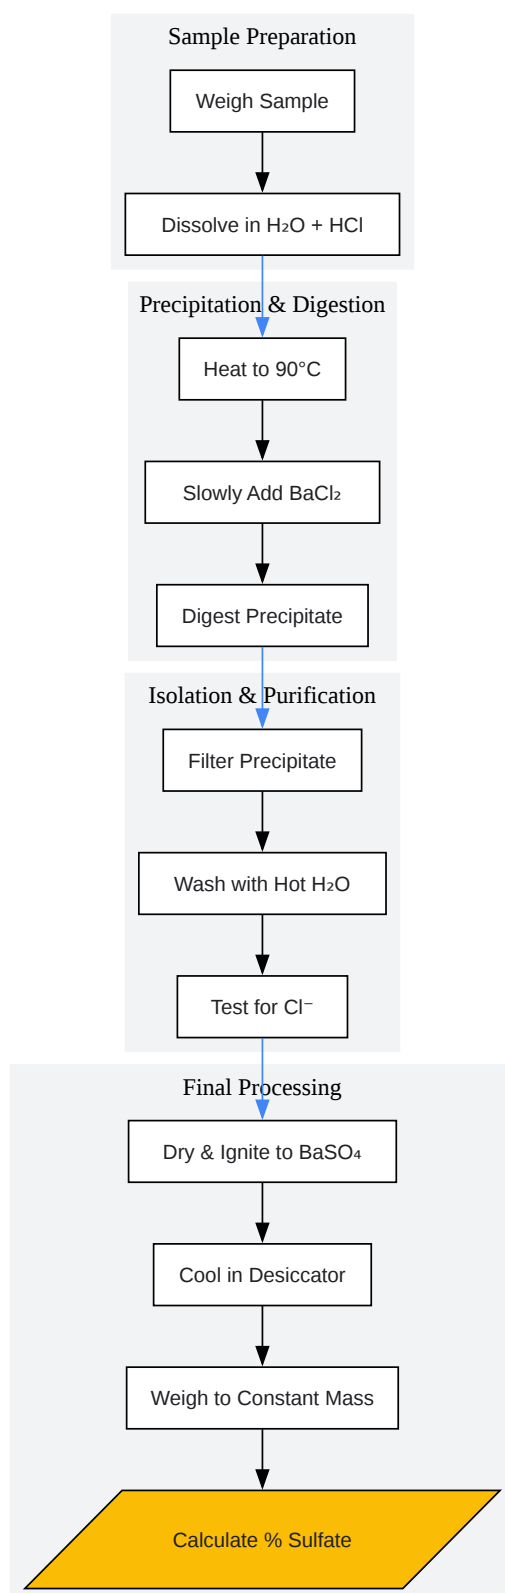 Sample Preparation
Weigh Sample
Dissolve in H₂O + HCl
Precipitation & Digestion
Heat to 90°C
Slowly Add BaCl₂
Digest Precipitate
Isolation & Purification
Filter Precipitate
Wash with Hot H₂O
Test for Cl⁻
Final Processing
Dry & Ignite to BaSO₄
Cool in Desiccator
Weigh to Constant Mass
Calculate % Sulfate